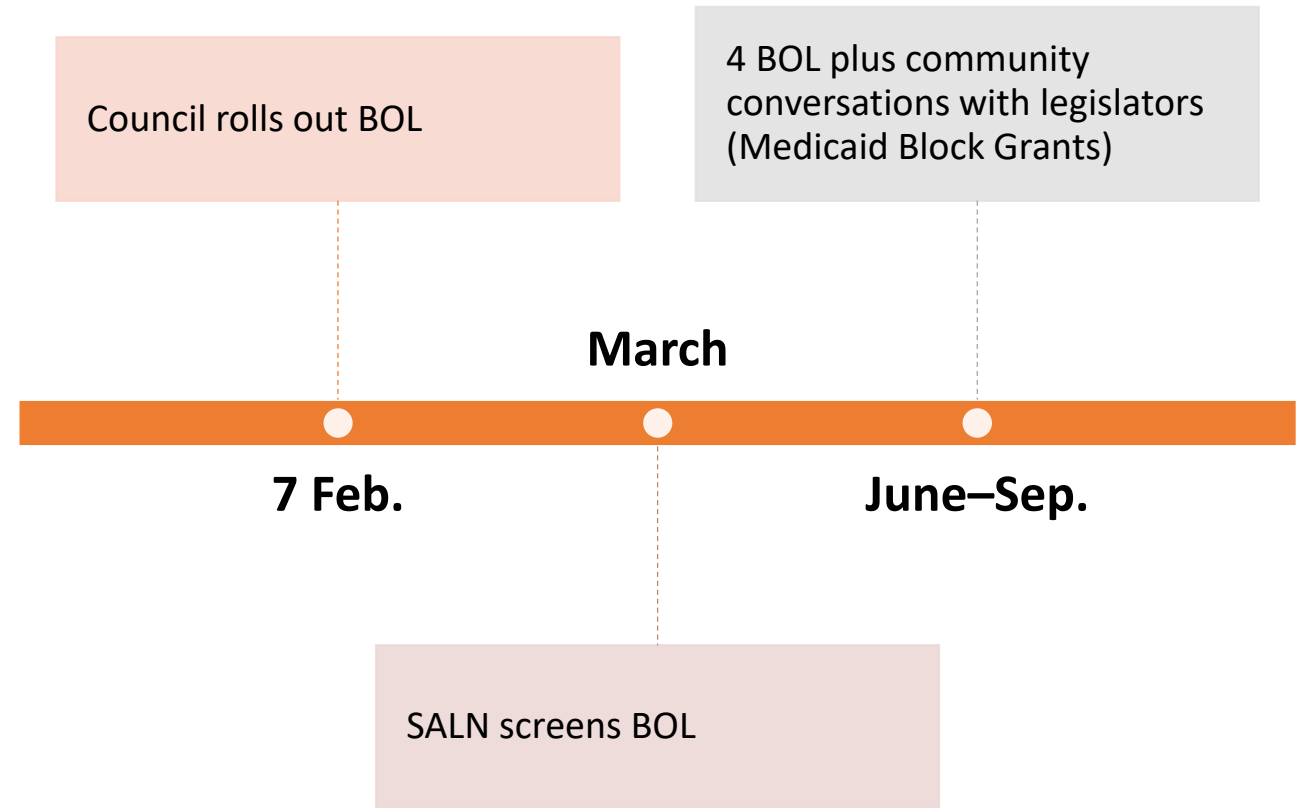 Council rolls out BOL
4 BOL plus community
conversations with legislators
(Medicaid Block Grants)
March
7 Feb.
June–Sep.
SALN screens BOL